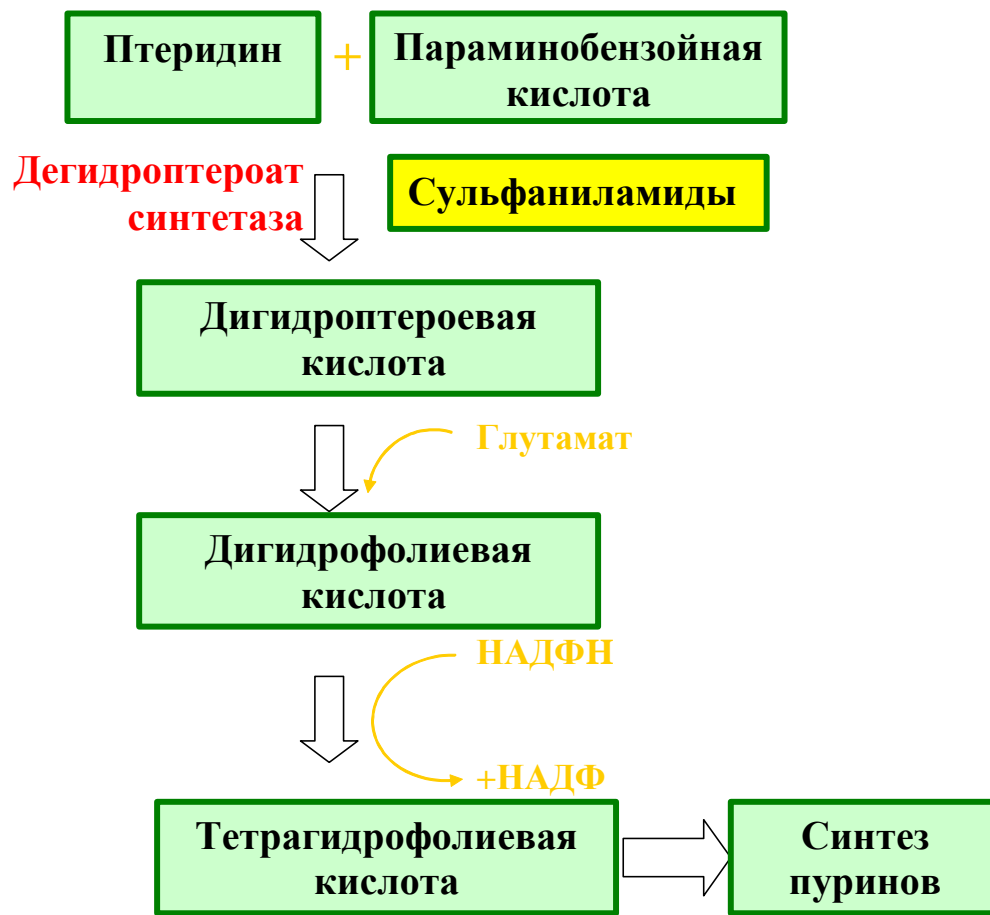 Птеридин
+
Параминобензойная
кислота
Дегидроптероат
синтетаза
Сульфаниламиды
Дигидроптероевая
кислота
Глутамат
Дигидрофолиевая
кислота
НАДФН
+НАДФ
Тетрагидрофолиевая
кислота
Синтез
пуринов